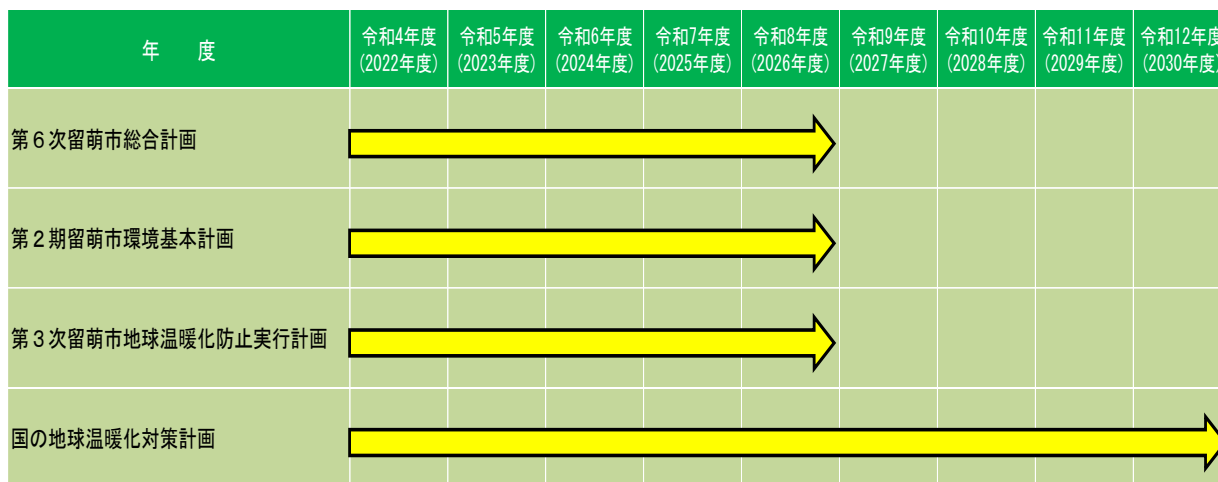 年　度
令和4年度 令和5年度 令和6年度 令和7年度 令和8年度 令和9年度 令和10年度 令和11年度 令和12年度
(2022年度) (2023年度) (2024年度) (2025年度) (2026年度) (2027年度) (2028年度) (2029年度) (2030年度)
第６次留萌市総合計画
第２期留萌市環境基本計画
第３次留萌市地球温暖化防止実行計画
国の地球温暖化対策計画